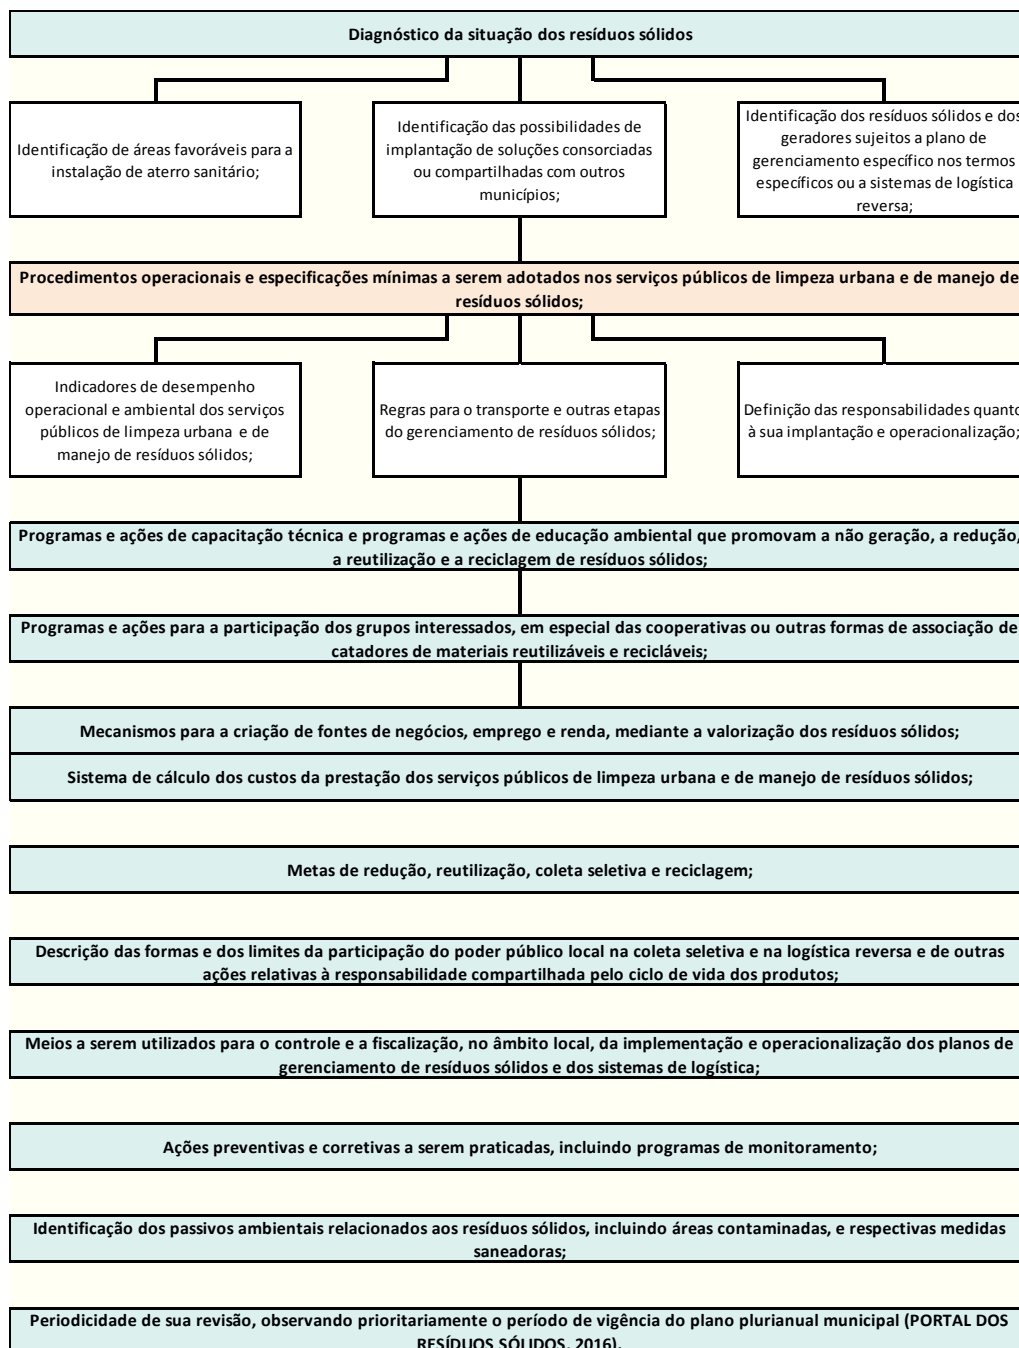 Diagnóstico da situação dos resíduos sólidos
Identificação de áreas favoráveis para a
instalação de aterro sanitário;
Identificação das possibilidades de
implantação de soluções consorciadas
ou compartilhadas com outros
municípios;
Identificação dos resíduos sólidos e dos
geradores sujeitos a plano de
gerenciamento específico nos termos
específicos ou a sistemas de logística
reversa;
Procedimentos operacionais e especificações mínimas a serem adotados nos serviços públicos de limpeza urbana e de manejo de
resíduos sólidos;
Indicadores de desempenho
operacional e ambiental dos serviços
públicos de limpeza urbana e de
manejo de resíduos sólidos;
Regras para o transporte e outras etapas
do gerenciamento de resíduos sólidos;
Definição das responsabilidades quanto
à sua implantação e operacionalização;
Programas e ações de capacitação técnica e programas e ações de educação ambiental que promovam a não geração, a redução,
a reutilização e a reciclagem de resíduos sólidos;
Programas e ações para a participação dos grupos interessados, em especial das cooperativas ou outras formas de associação de
catadores de materiais reutilizáveis e recicláveis;
Mecanismos para a criação de fontes de negócios, emprego e renda, mediante a valorização dos resíduos sólidos;
Sistema de cálculo dos custos da prestação dos serviços públicos de limpeza urbana e de manejo de resíduos sólidos;
Metas de redução, reutilização, coleta seletiva e reciclagem;
Descrição das formas e dos limites da participação do poder público local na coleta seletiva e na logística reversa e de outras
ações relativas à responsabilidade compartilhada pelo ciclo de vida dos produtos;
Meios a serem utilizados para o controle e a fiscalização, no âmbito local, da implementação e operacionalização dos planos de
gerenciamento de resíduos sólidos e dos sistemas de logística;
Ações preventivas e corretivas a serem praticadas, incluindo programas de monitoramento;
Identificação dos passivos ambientais relacionados aos resíduos sólidos, incluindo áreas contaminadas, e respectivas medidas
saneadoras;
Periodicidade de sua revisão, observando prioritariamente o período de vigência do plano plurianual municipal (PORTAL DOS
RESÍDUOS SÓLIDOS, 2016).